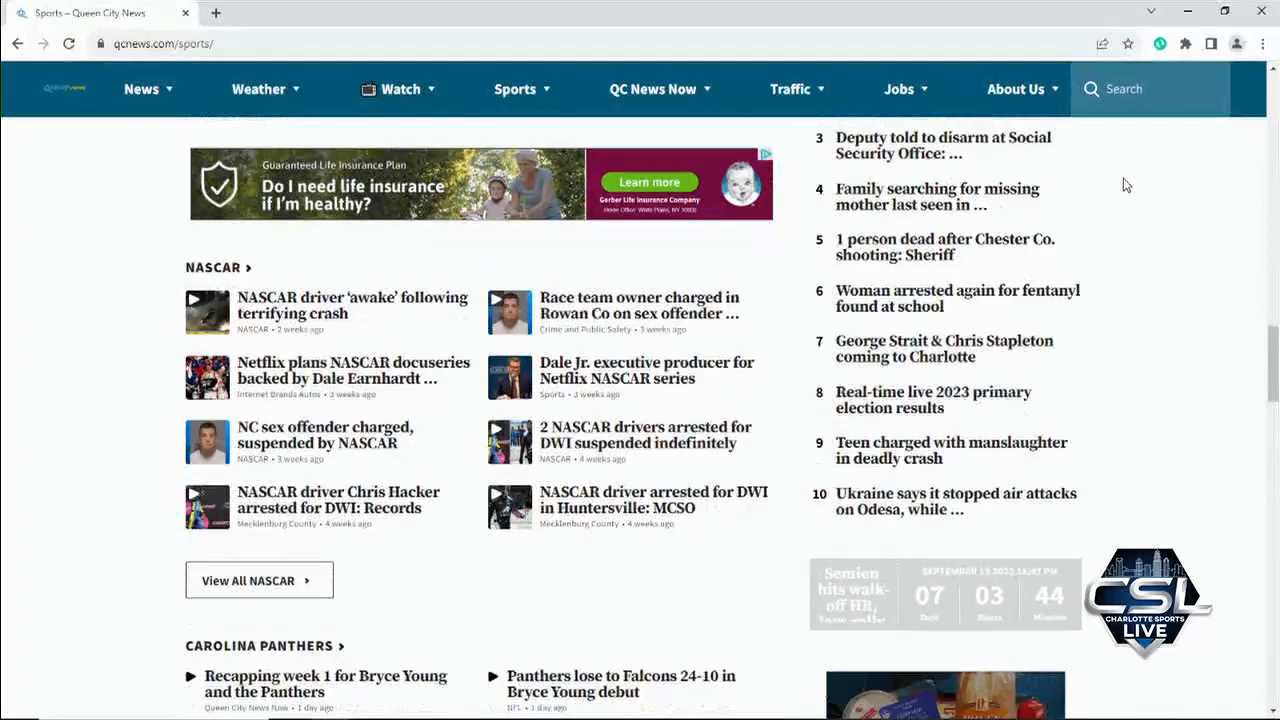 Sports – Queen City News
qcnews.com/sports/
News
Weather
Watch
Sports
QC News Now
Traffic
Jobs
About Us
Search
Guaranteed Life Insurance Plan
Do I need life insurance
if I'm healthy?
Learn more
Gerber Life Insurance Company
Home Office: White Plains, NY 10605
NASCAR
NASCAR driver ‘awake’ following
terrifying crash
NASCAR • 2 weeks ago
Race team owner charged in
Rowan Co on sex offender ...
Crime and Public Safety • 3 weeks ago
Netflix plans NASCAR docuseries
backed by Dale Earnhardt ...
Internet Brands Autos • 3 weeks ago
Dale Jr. executive producer for
Netflix NASCAR series
Sports • 3 weeks ago
NC sex offender charged,
suspended by NASCAR
NASCAR • 3 weeks ago
2 NASCAR drivers arrested for
DWI suspended indefinitely
NASCAR • 4 weeks ago
NASCAR driver Chris Hacker
arrested for DWI: Records
Mecklenburg County • 4 weeks ago
NASCAR driver arrested for DWI
in Huntersville: MCSO
Mecklenburg County • 4 weeks ago
View All NASCAR
CAROLINA PANTHERS
Recapping week 1 for Bryce Young
and the Panthers
Queen City News Now • 1 day ago
Panthers lose to Falcons 24-10 in
Bryce Young debut
NFL • 1 day ago
3 Deputy told to disarm at Social
Security Office: ...
4 Family searching for missing
mother last seen in ...
5 1 person dead after Chester Co.
shooting: Sheriff
6 Woman arrested again for fentanyl
found at school
7 George Strait & Chris Stapleton
coming to Charlotte
8 Real-time live 2023 primary
election results
9 Teen charged with manslaughter
in deadly crash
10 Ukraine says it stopped air attacks
on Odesa, while ...
Semien
hits walk-
off HR,
07
Days
03
Hours
44
Minutes
CSL
CHARLOTTE SPORTS
LIVE